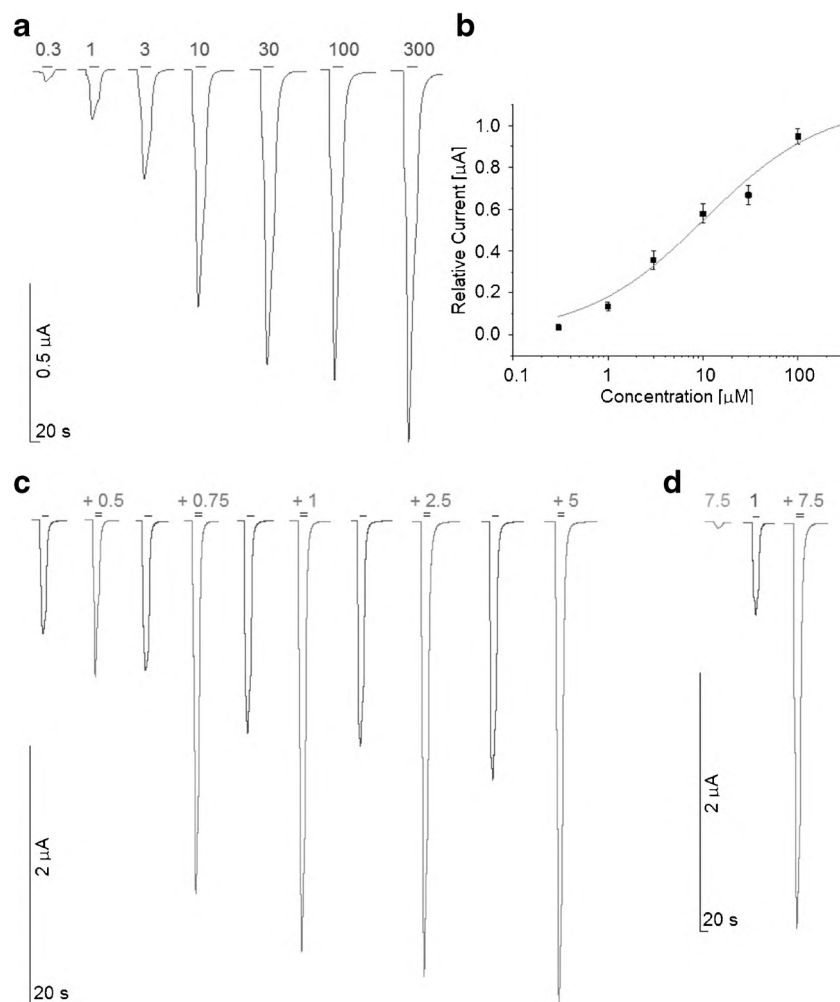 a
0.3 1 3 10 30 100 300
0.5 µA
20 s
b
Relative Current [µA]
1.0
0.8
0.6
0.4
0.2
0.0
0.1 1 10 100
Concentration [µM]
c
+ 0.5 + 0.75 + 1 + 2.5 + 5
2 µA
20 s
d
7.5 1 + 7.5
2 µA
20 s